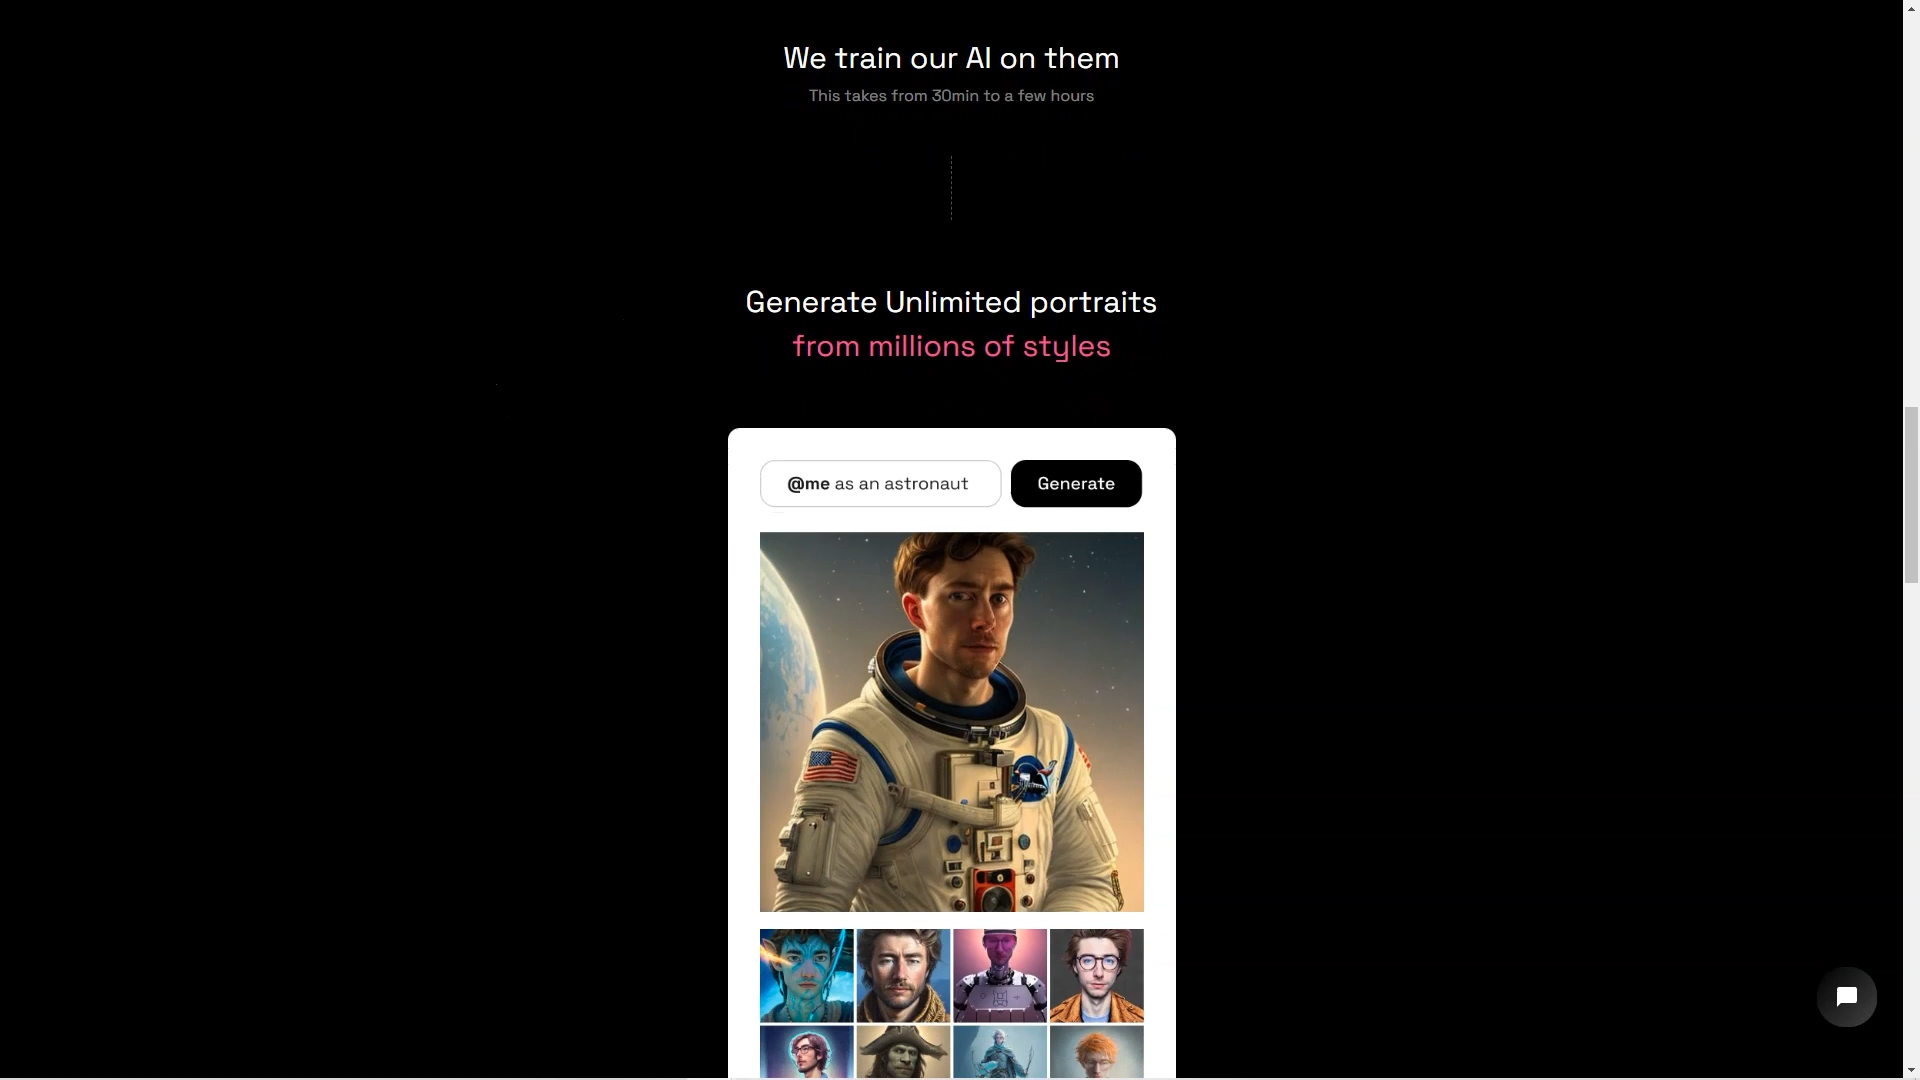 We train our AI on them
This takes from 30min to a few hours
Generate Unlimited portraits
from millions of styles
@me as an astronaut
Generate